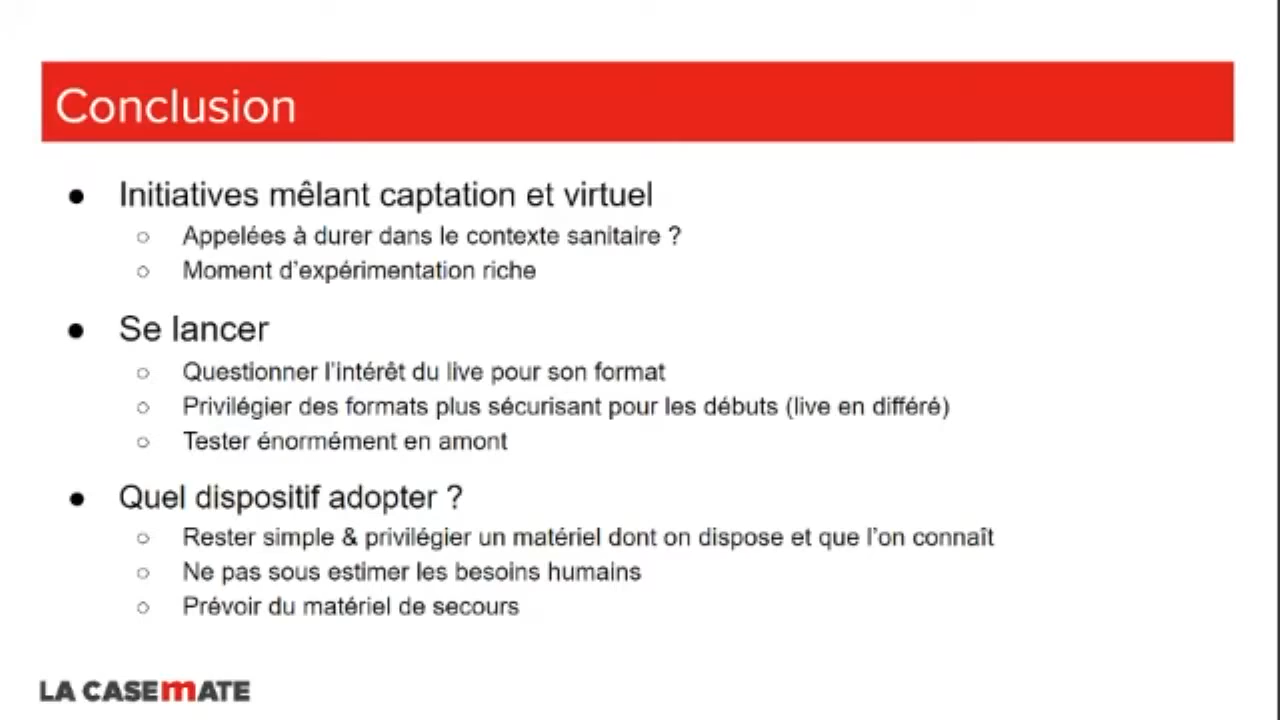 Conclusion
● Initiatives mêlant captation et virtuel
○ Appelées à durer dans le contexte sanitaire ?
○ Moment d'expérimentation riche
● Se lancer
○ Questionner l'intérêt du live pour son format
○ Privilégier des formats plus sécurisant pour les débuts (live en différé)
○ Tester énormément en amont
● Quel dispositif adopter ?
○ Rester simple & privilégier un matériel dont on dispose et que l'on connaît
○ Ne pas sous estimer les besoins humains
○ Prévoir du matériel de secours
LA CASEMATE